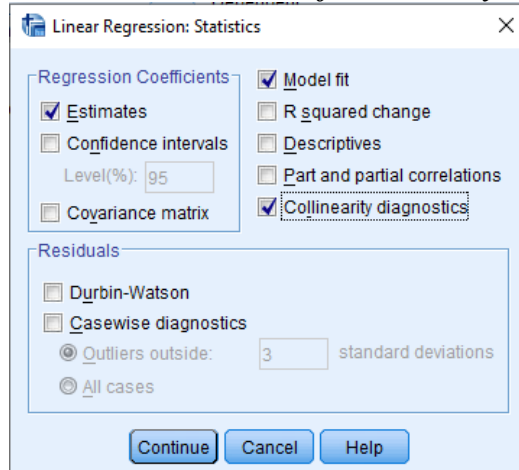 Dependent
Linear Regression: Statistics
Regression Coefficients
Estimates
Confidence intervals
Level(%): 95
Covariance matrix
Model fit
R squared change
Descriptives
Part and partial correlations
Collinearity diagnostics
Residuals
Durbin-Watson
Casewise diagnostics
Outliers outside: 3 standard deviations
All cases
Continue Cancel Help